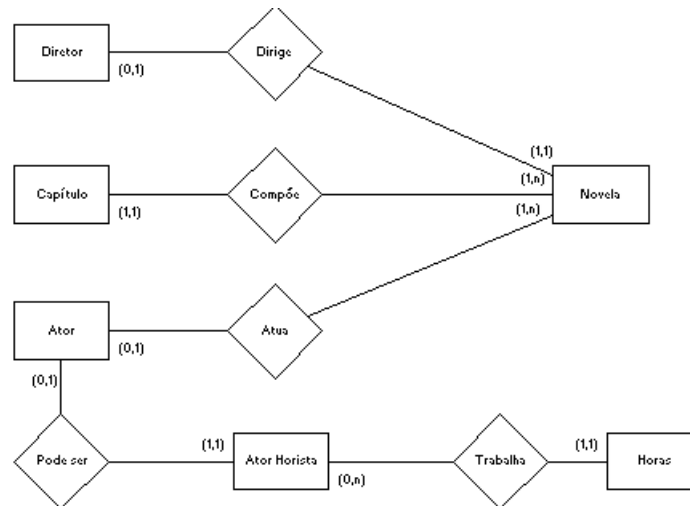 Diretor
(0,1)
Dirige
(1,1)
Capítulo
(1,1)
Compõe
(1,n)
Novela
(1,n)
Ator
(0,1)
Atua
(0,1)
Pode ser
(1,1)
Ator Horista
(0,n)
Trabalha
(1,1)
Horas